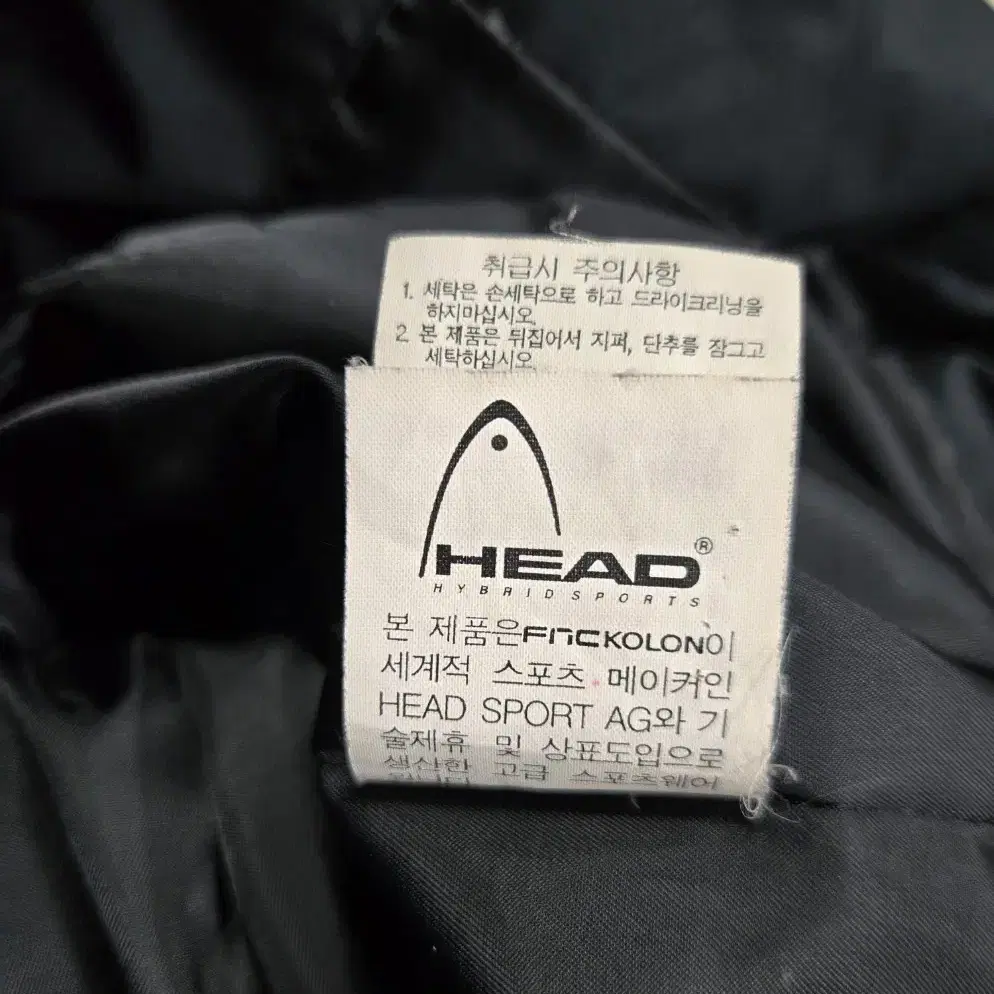 취급시 주의사항
1. 세탁은 손세탁으로 하고 드라이크리닝을
하지마십시오.
2 본 제품은 뒤집어서 지퍼, 단추를 잠그고
세탁하십시오.
HEAD®
HYBRID SPORTS
본 제품은 FnC KOLON이
세계적 스포츠 메이커인
HEAD SPORT AG와 기
술제휴 및 상표도입으로
생산한 고급 스포츠웨어